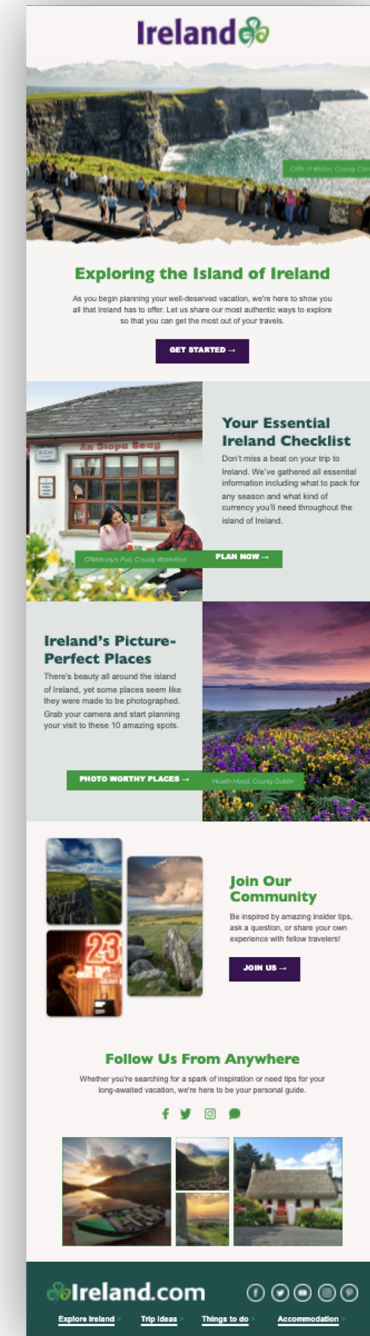 Ireland
Cliffs of Moher, County Cla
Exploring the Island of Ireland
As you begin planning your well-deserved vacation, we're here to show you
all that Ireland has to offer. Let us share our most authentic ways to explore
so that you can get the most out of your travels.
GET STARTED →
An Siopa Beag
Your Essential
Ireland Checklist
Don't miss a beat on your trip to
Ireland. We've gathered all essential
information including what to pack for
any season and what kind of
currency you'll need throughout the
island of Ireland.
O'Mahony's Pub, County Waterford
PLAN NOW →
Ireland's Picture-
Perfect Places
There's beauty all around the island
of Ireland, yet some places seem like
they were made to be photographed.
Grab your camera and start planning
your visit to these 10 amazing spots.
PHOTO WORTHY PLACES →
Howth Head, County Dublin
23
Join Our
Community
Be inspired by amazing insider tips,
ask a question, or share your own
experience with fellow travelers!
JOIN US →
Follow Us From Anywhere
Whether you're searching for a spark of inspiration or need tips for your
long-awaited vacation, we're here to be your personal guide.
Ireland.com
Explore Ireland > Trip Ideas > Things to do > Accommodation >